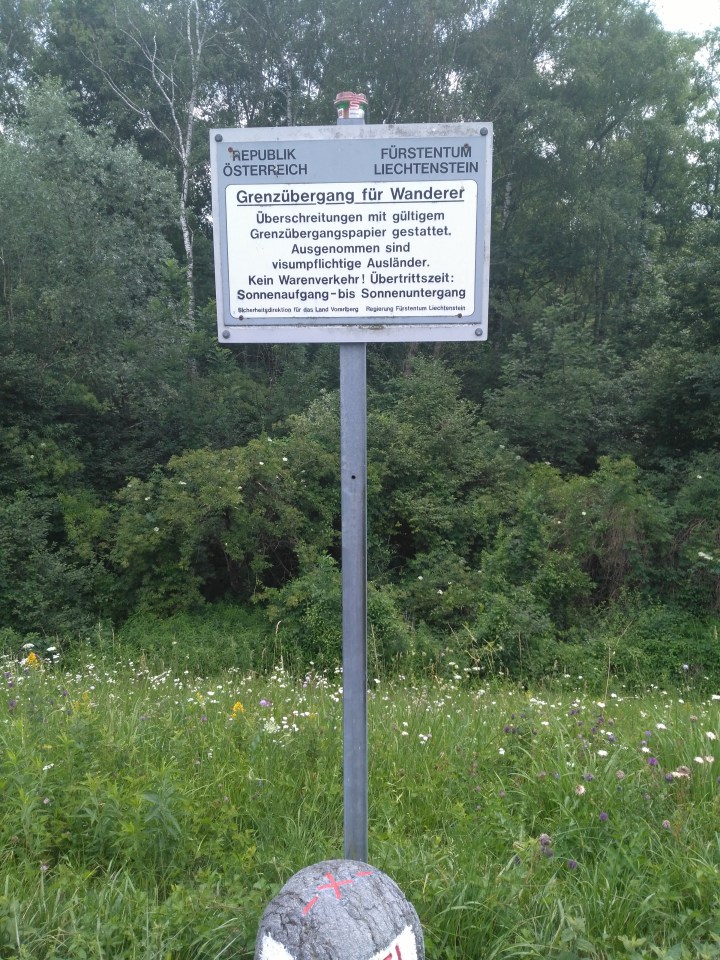 REPUBLIK
ÖSTERREICH
FÜRSTENTUM
LIECHTENSTEIN
Grenzübergang für Wanderer
Überschreitungen mit gültigem
Grenzübergangspapier gestattet.
Ausgenommen sind
visumpflichtige Ausländer.
Kein Warenverkehr! Übertrittszeit:
Sonnenaufgang-bis Sonnenuntergang
Sicherheitsdirektion für das Land Vorarlberg Regierung Fürstentum Liechtenstein